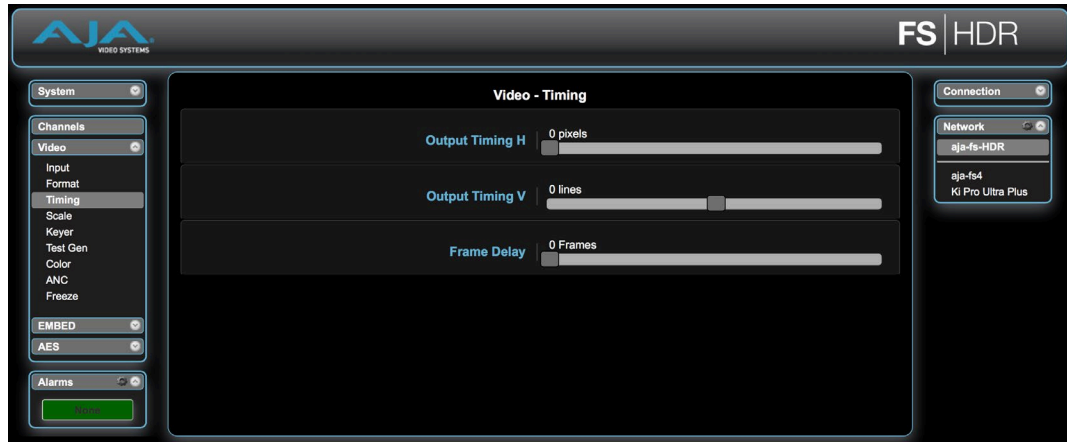 AJA
VIDEO SYSTEMS
FS HDR
System
Channels
Video
Input
Format
Timing
Scale
Keyer
Test Gen
Color
ANC
Freeze
EMBED
AES
Alarms
None
Video - Timing
Output Timing H
0 pixels
Output Timing V
0 lines
Frame Delay
0 Frames
Connection
Network
aja-fs-HDR
aja-fs4
Ki Pro Ultra Plus